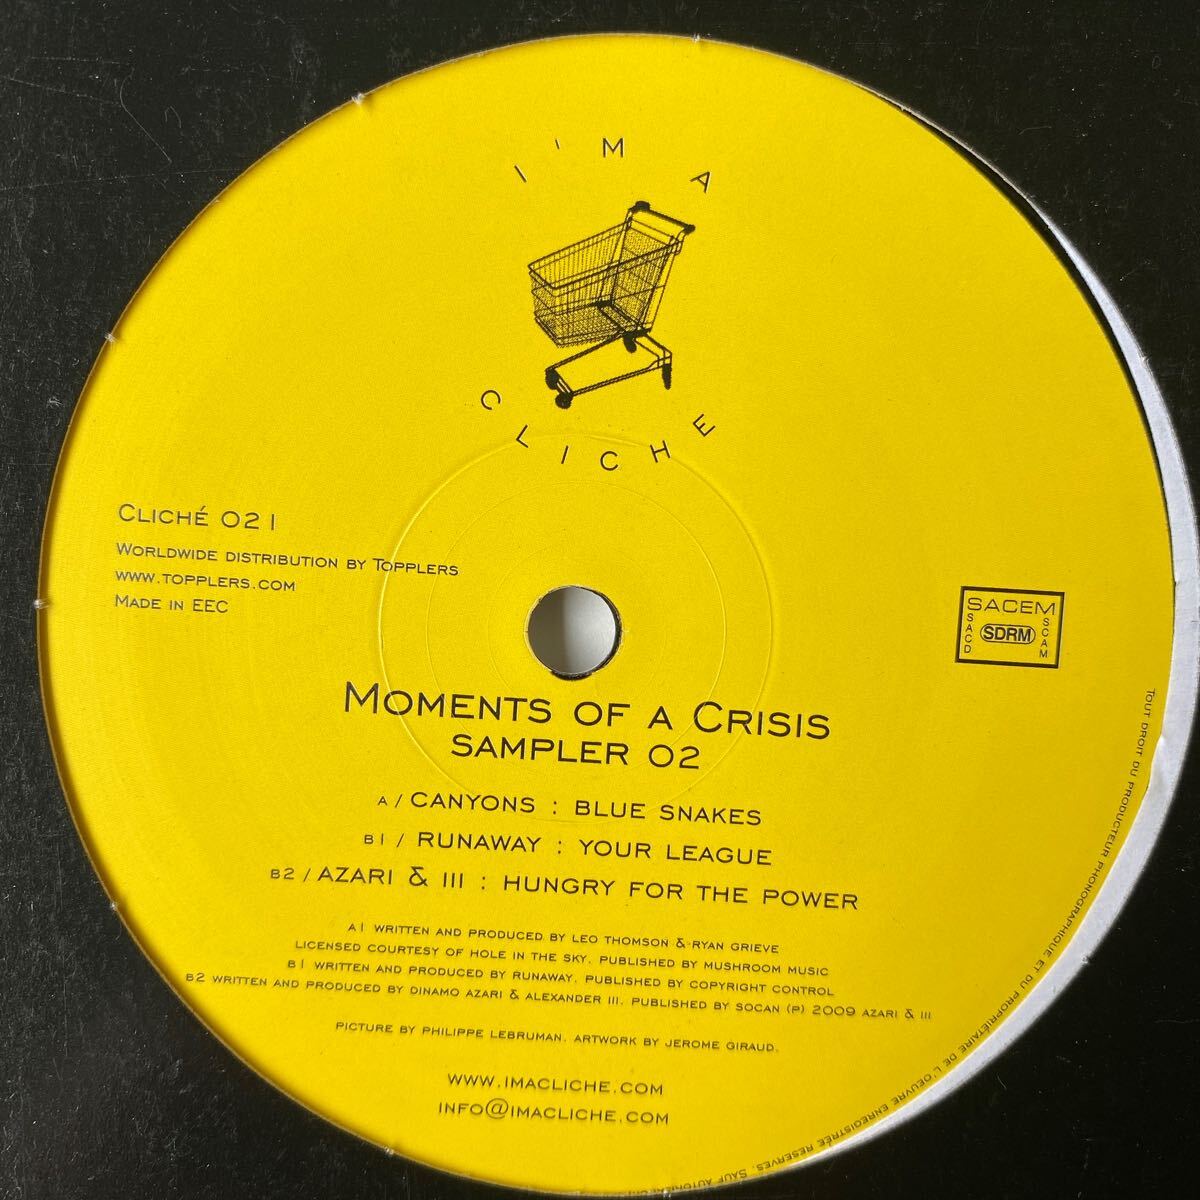 I'M A
CLICHE
CLICHÉ 021
WORLDWIDE DISTRIBUTION BY TOPPLERS
WWW.TOPPLERS.COM
MADE IN EEC
SACEM
SACD
SDRM
SCAM
MOMENTS OF A CRISIS
SAMPLER 02
A / CANYONS : BLUE SNAKES
B1 / RUNAWAY : YOUR LEAGUE
B2 / AZARI & III : HUNGRY FOR THE POWER
A1 WRITTEN AND PRODUCED BY LEO THOMSON & RYAN GRIEVE
LICENSED COURTESY OF HOLE IN THE SKY. PUBLISHED BY MUSHROOM MUSIC
B1 WRITTEN AND PRODUCED BY RUNAWAY. PUBLISHED BY COPYRIGHT CONTROL
B2 WRITTEN AND PRODUCED BY DINAMO AZARI & ALEXANDER III. PUBLISHED BY SOCAN (P) 2009 AZARI & III
PICTURE BY PHILIPPE LEBRUMAN. ARTWORK BY JEROME GIRAUD.
WWW.IMACLICHE.COM
INFO@IMACLICHE.COM
TOUT DROIT DU PRODUCTEUR PHONOGRAPHIQUE ET DU PROPRIÉTAIRE DE L'OEUVRE ENREGISTRÉE RESERVES. SAUF